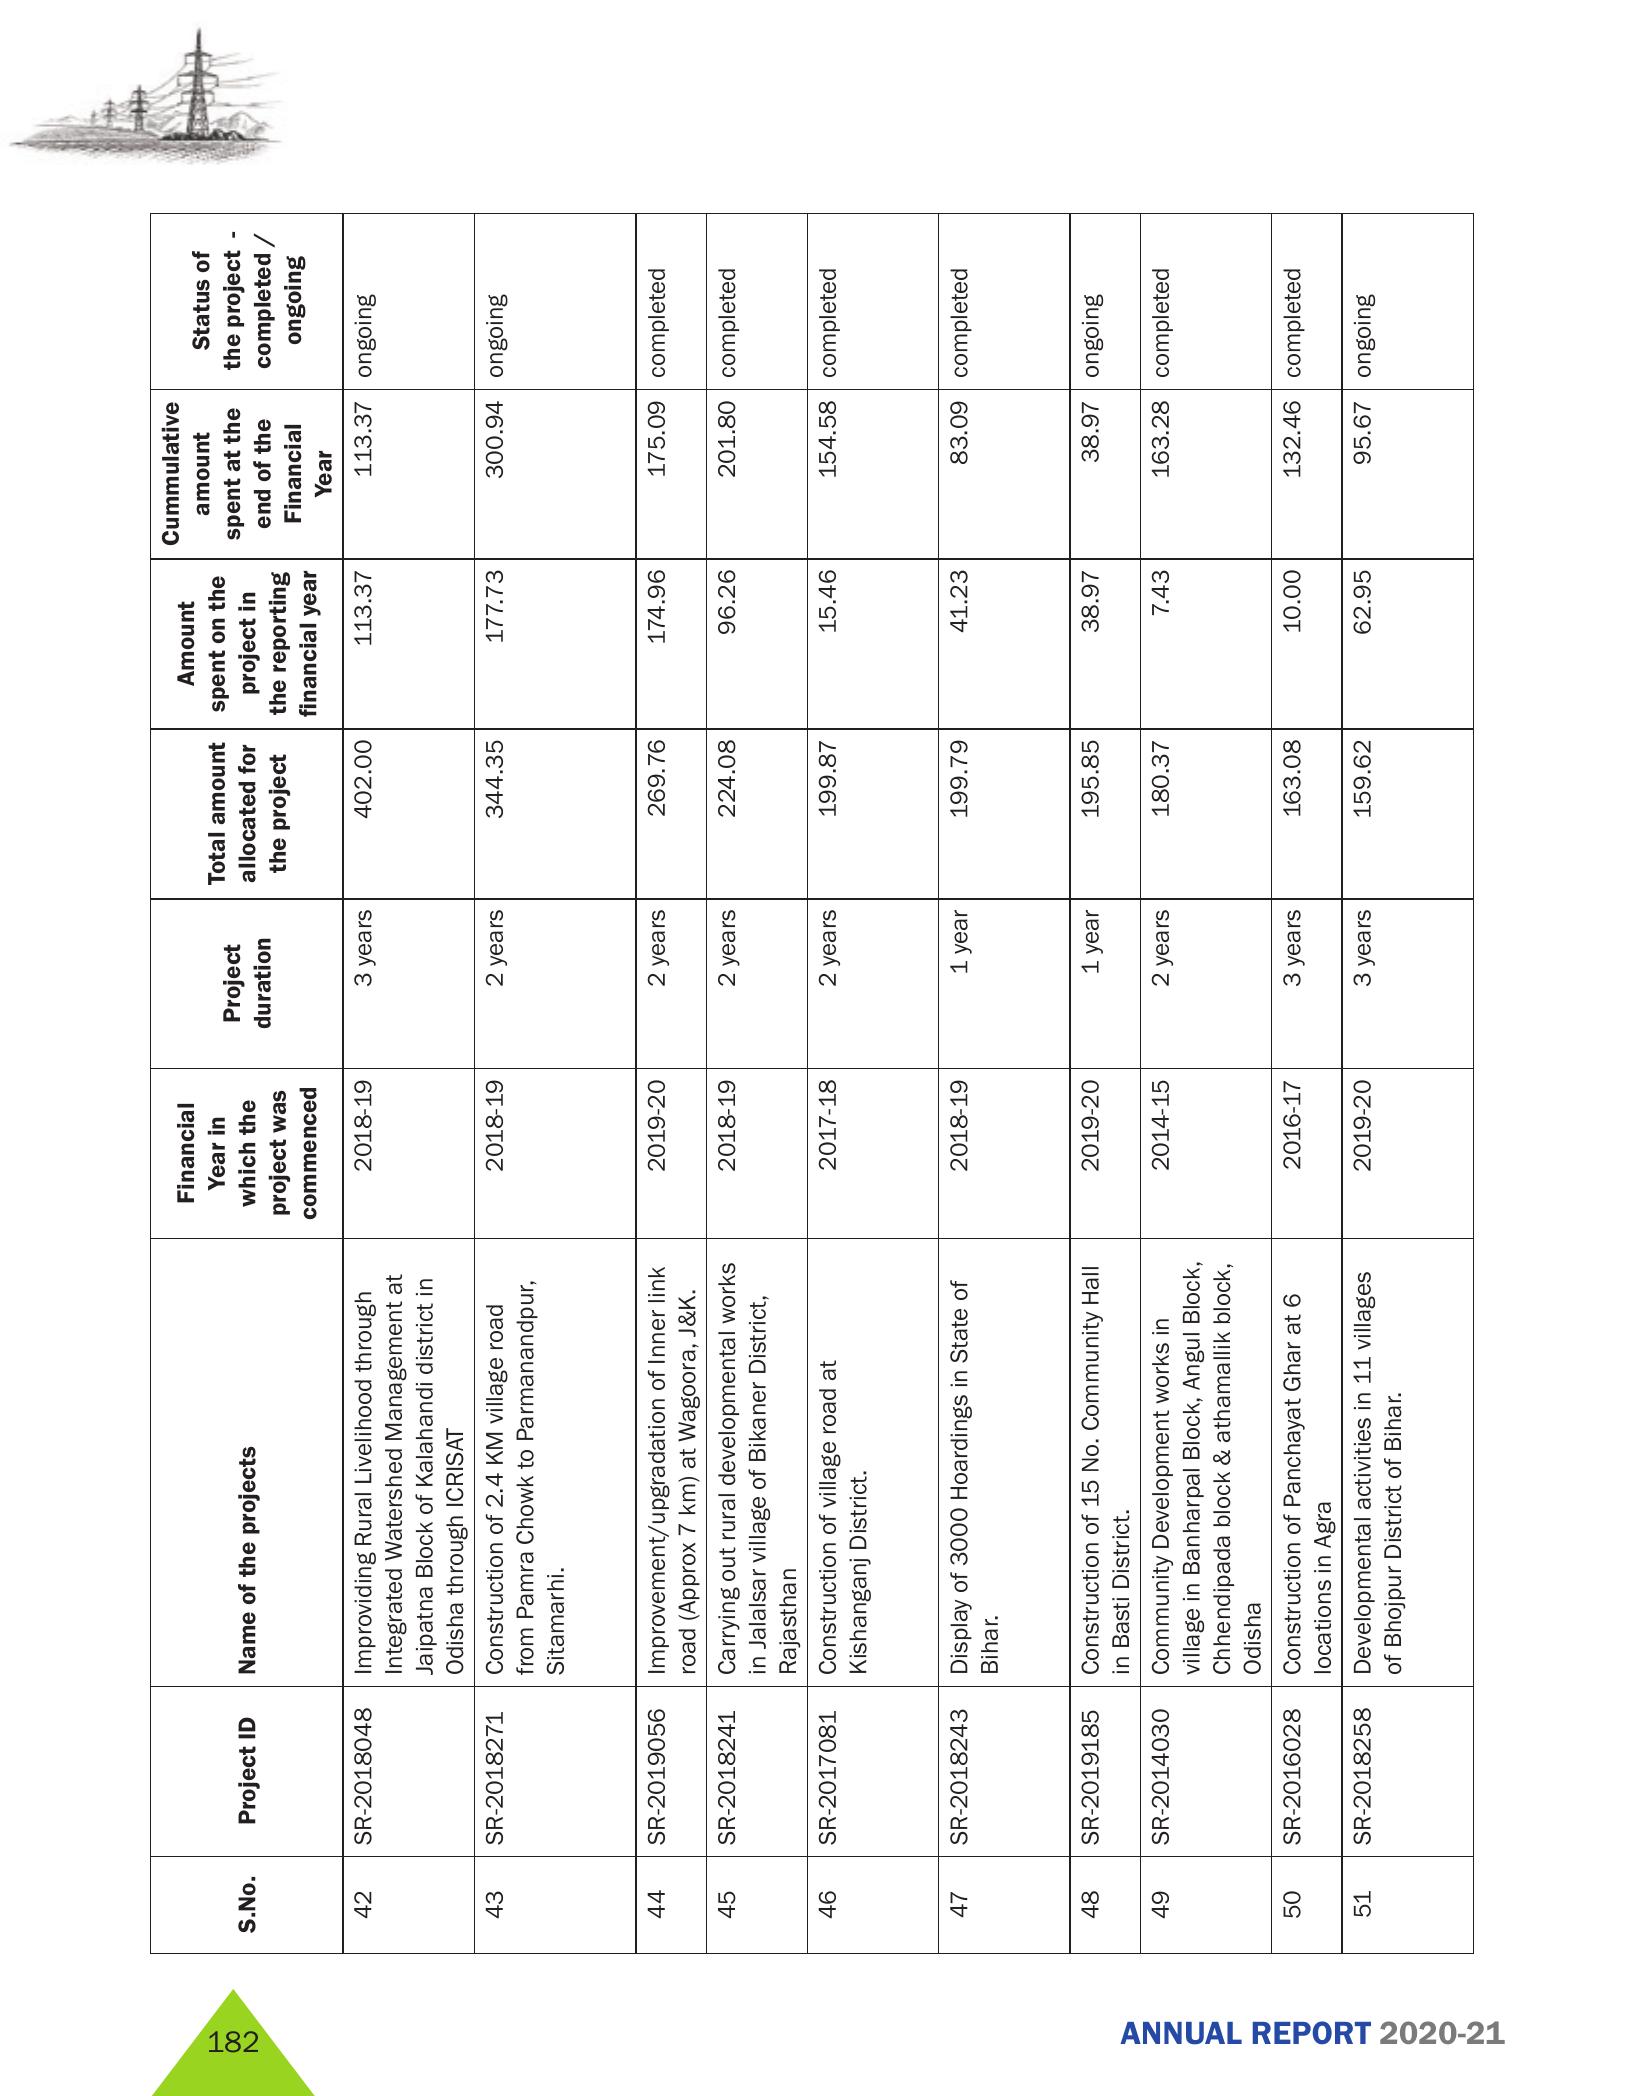 S.No.
Project ID
Name of the projects
Financial
Year in
which the
project was
commenced
Project
duration
Total amount
allocated for
the project
Amount
spent on the
project in
the reporting
financial year
Cummulative
amount
spent at the
end of the
Financial
Year
Status of
the project -
completed /
ongoing
42
SR-2018048
Improviding Rural Livelihood through
Integrated Watershed Management at
Jaipatna Block of Kalahandi district in
Odisha through ICRISAT
2018-19
3 years
402.00
113.37
113.37
ongoing
43
SR-2018271
Construction of 2.4 KM village road
from Pamra Chowk to Parmanandpur,
Sitamarhi.
2018-19
2 years
344.35
177.73
300.94
ongoing
44
SR-2019056
Improvement/upgradation of Inner link
road (Approx 7 km) at Wagoora, J&K.
2019-20
2 years
269.76
174.96
175.09
completed
45
SR-2018241
Carrying out rural developmental works
in Jalalsar village of Bikaner District,
Rajasthan
2018-19
2 years
224.08
96.26
201.80
completed
46
SR-2017081
Construction of village road at
Kishanganj District.
2017-18
2 years
199.87
15.46
154.58
completed
47
SR-2018243
Display of 3000 Hoardings in State of
Bihar.
2018-19
1 year
199.79
41.23
83.09
completed
48
SR-2019185
Construction of 15 No. Community Hall
in Basti District.
2019-20
1 year
195.85
38.97
38.97
ongoing
49
SR-2014030
Community Development works in
village in Banharpal Block, Angul Block,
Chhendipada block & athamallik block,
Odisha
2014-15
2 years
180.37
7.43
163.28
completed
50
SR-2016028
Construction of Panchayat Ghar at 6
locations in Agra
2016-17
3 years
163.08
10.00
132.46
completed
51
SR-2018258
Developmental activities in 11 villages
of Bhojpur District of Bihar.
2019-20
3 years
159.62
62.95
95.67
ongoing
182
ANNUAL REPORT 2020-21